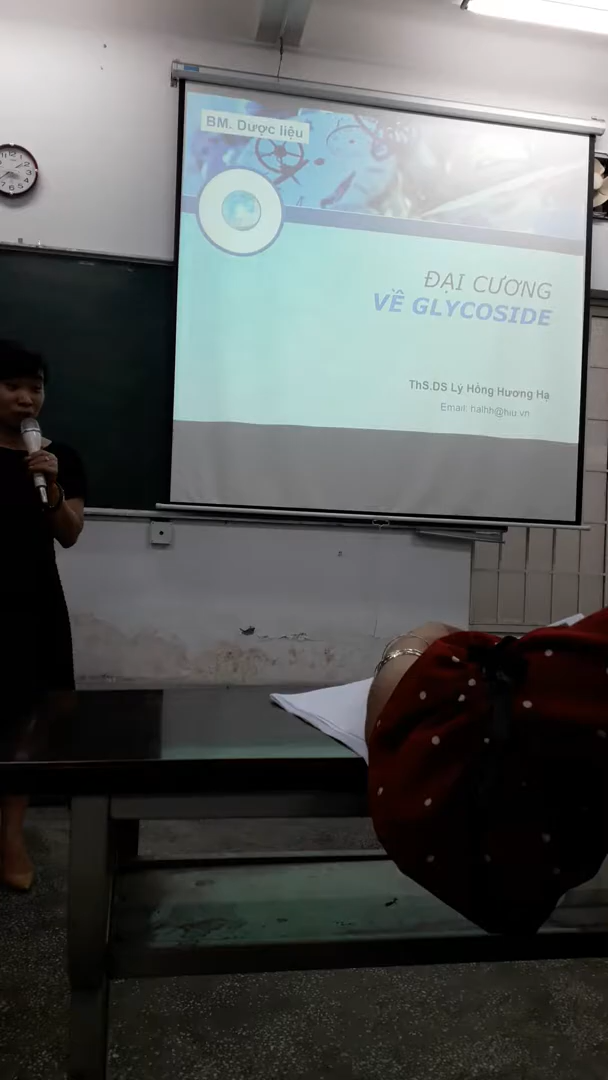 BM. Dược liệu
ĐẠI CƯƠNG
VỀ GLYCOSIDE
ThS.DS Lý Hồng Hương Hạ
Email: halhh@hiu.vn